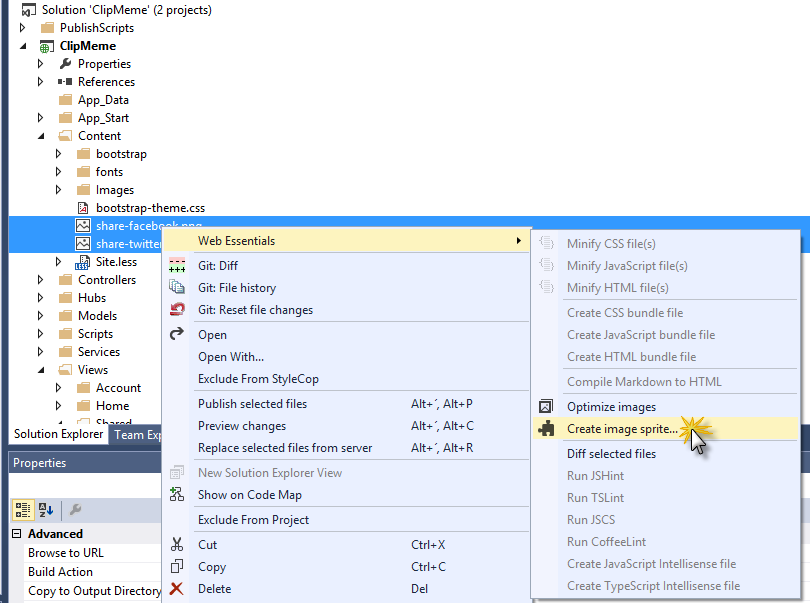 Solution 'ClipMeme' (2 projects)
PublishScripts
ClipMeme
Properties
References
App_Data
App_Start
Content
bootstrap
fonts
Images
bootstrap-theme.css
share-facebook.png
share-twitter
Site.less
Controllers
Hubs
Models
Scripts
Services
Views
Account
Home
Shared
Solution Explorer
Team Exp
Properties
Advanced
Browse to URL
Build Action
Copy to Output Directory
Web Essentials
Git: Diff
Git: File history
Git: Reset file changes
Open
Open With...
Exclude From StyleCop
Publish selected files Alt+´, Alt+P
Preview changes Alt+´, Alt+C
Replace selected files from server Alt+´, Alt+R
New Solution Explorer View
Show on Code Map
Exclude From Project
Cut Ctrl+X
Copy Ctrl+C
Delete Del
Minify CSS file(s)
Minify JavaScript file(s)
Minify HTML file(s)
Create CSS bundle file
Create JavaScript bundle file
Create HTML bundle file
Compile Markdown to HTML
Optimize images
Create image sprite...
Diff selected files
Run JSHint
Run TSLint
Run JSCS
Run CoffeeLint
Create JavaScript Intellisense file
Create TypeScript Intellisense file